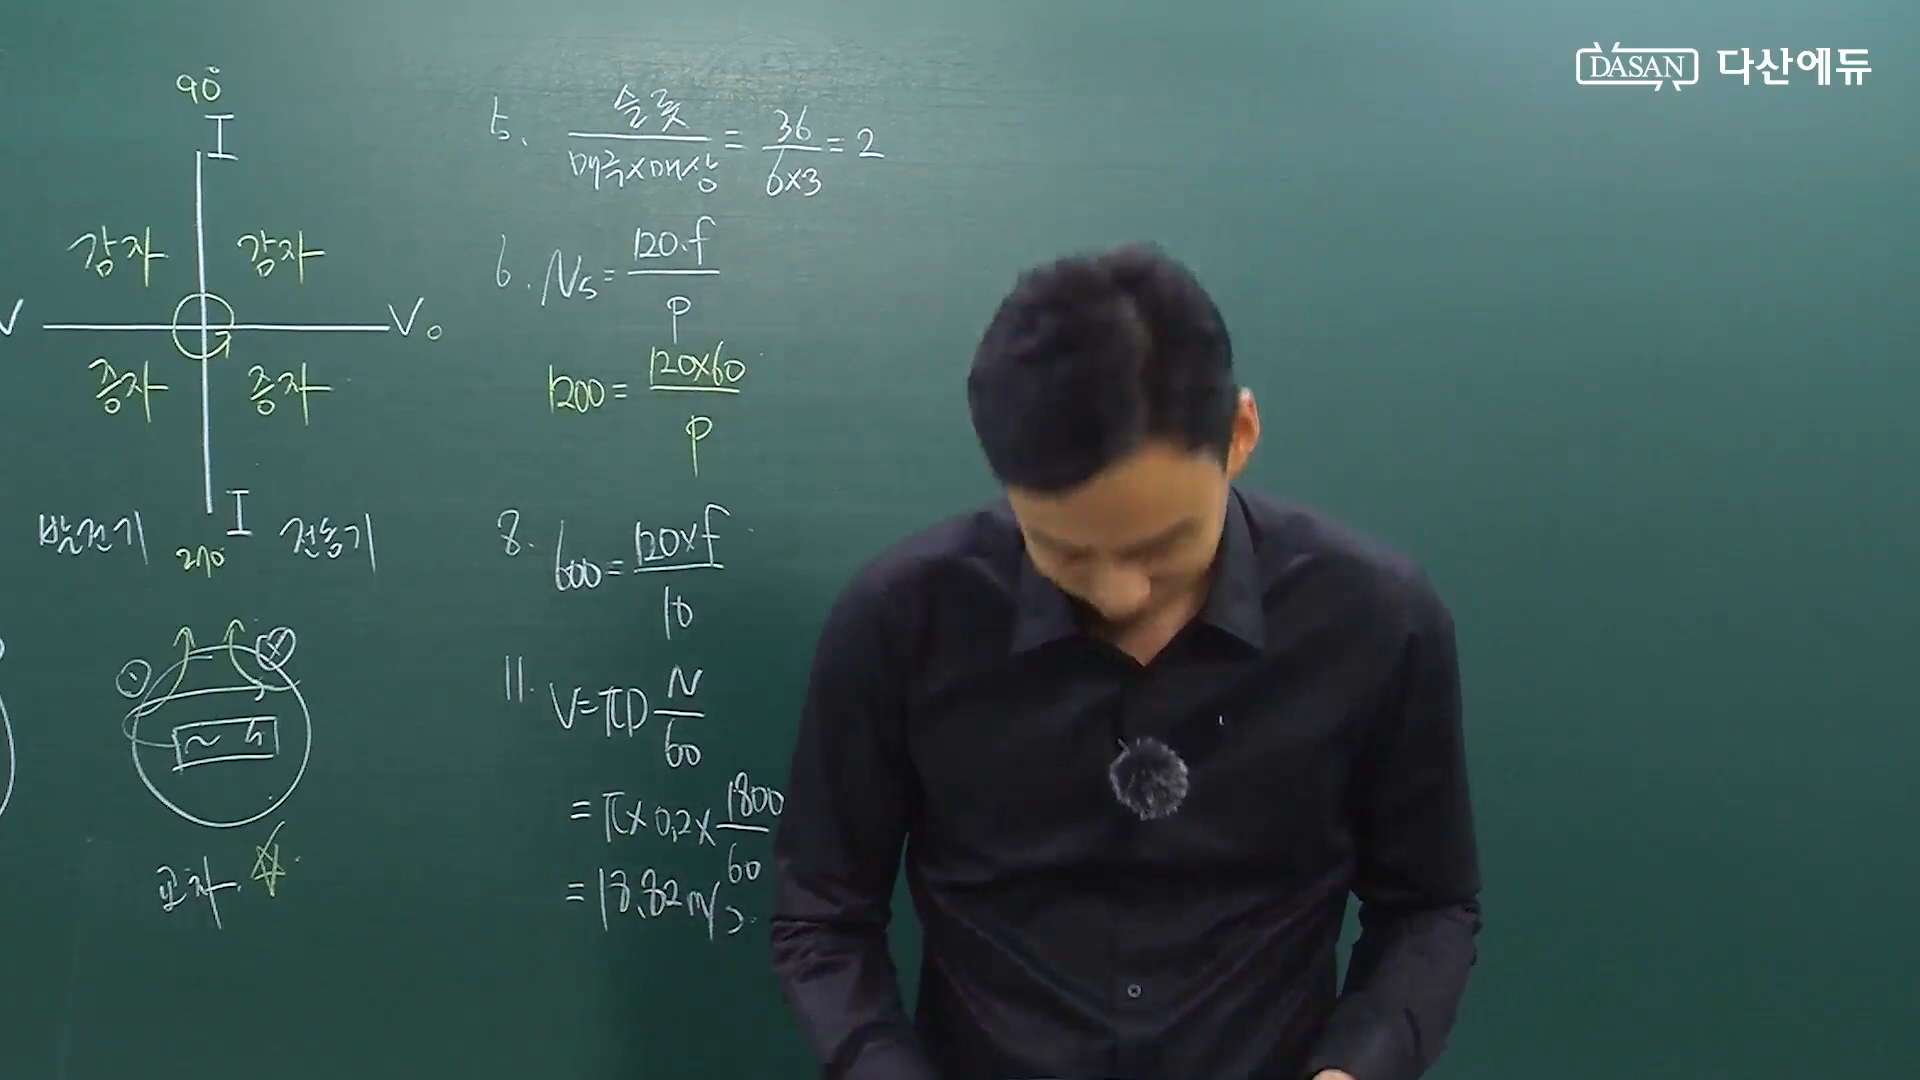 DASAN 다산에듀
90°
I
감자 감자
V V 0
증자 증자
I
발전기 270° 전동기
N S
교차
5. 슬롯 / 매극×매상 = 36 / 6×3 = 2
6. Ns = 120·f / P
1200 = 120×60 / P
8. 600 = 120×f / 10
11. V = πD N / 60
= π × 0.2 × 1800 / 60
= 18.82 m/s